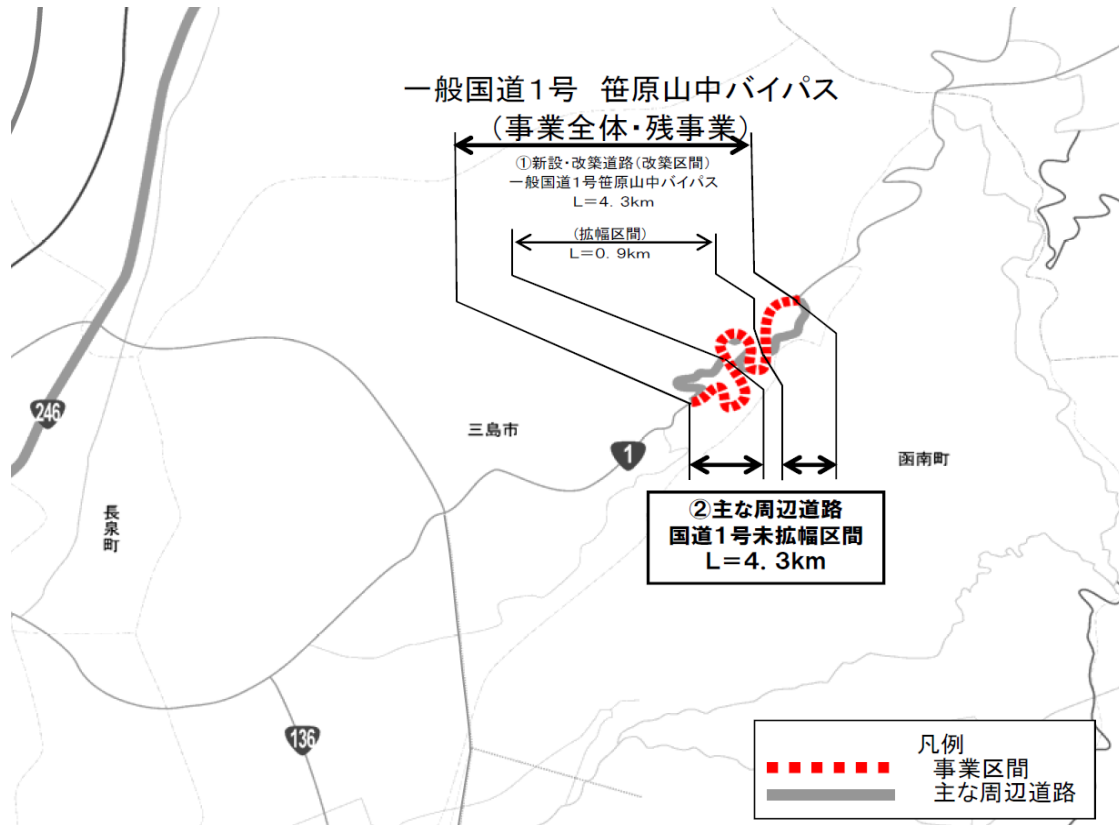 一般国道1号 笹原山中バイパス
(事業全体・残事業)
①新設・改築道路(改築区間)
一般国道1号笹原山中バイパス
L=4.3km
(拡幅区間)
L=0.9km
246
三島市
1
函南町
長泉町
②主な周辺道路
国道1号未拡幅区間
L=4.3km
136
凡例
事業区間
主な周辺道路